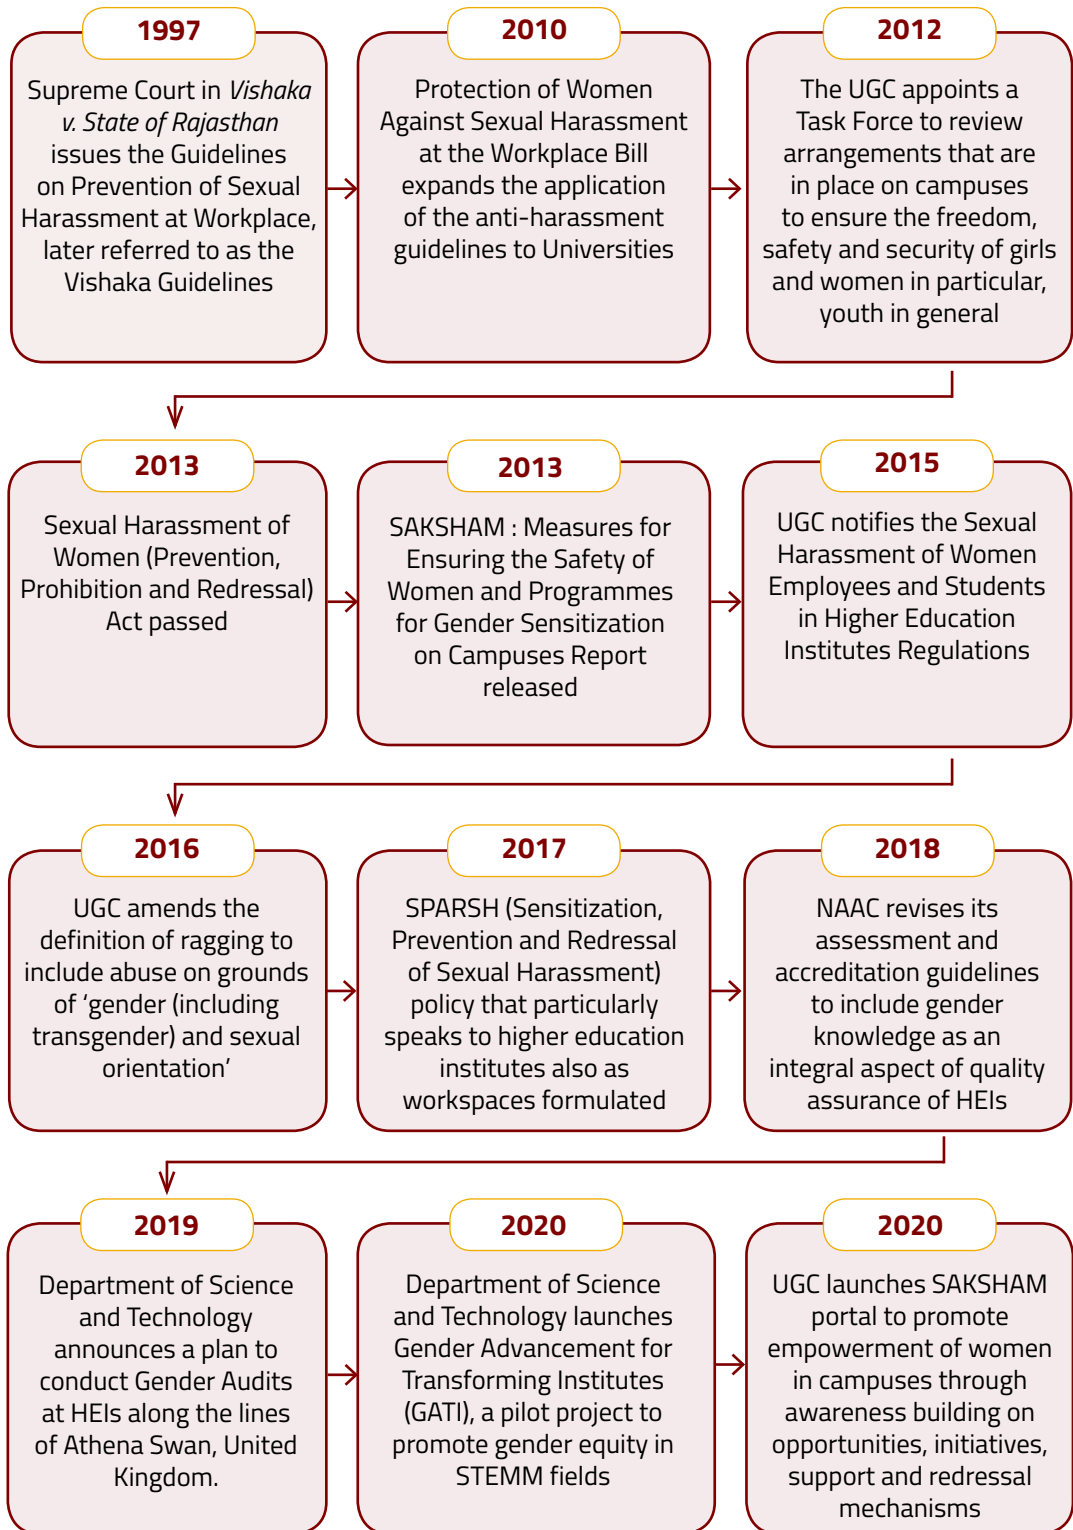 1997
Supreme Court in Vishaka
v. State of Rajasthan
issues the Guidelines
on Prevention of Sexual
Harassment at Workplace,
later referred to as the
Vishaka Guidelines
2010
Protection of Women
Against Sexual Harassment
at the Workplace Bill
expands the application
of the anti-harassment
guidelines to Universities
2012
The UGC appoints a
Task Force to review
arrangements that are
in place on campuses
to ensure the freedom,
safety and security of girls
and women in particular,
youth in general
2013
Sexual Harassment of
Women (Prevention,
Prohibition and Redressal)
Act passed
2013
SAKSHAM : Measures for
Ensuring the Safety of
Women and Programmes
for Gender Sensitization
on Campuses Report
released
2015
UGC notifies the Sexual
Harassment of Women
Employees and Students
in Higher Education
Institutes Regulations
2016
UGC amends the
definition of ragging to
include abuse on grounds
of ‘gender (including
transgender) and sexual
orientation’
2017
SPARSH (Sensitization,
Prevention and Redressal
of Sexual Harassment)
policy that particularly
speaks to higher education
institutes also as
workspaces formulated
2018
NAAC revises its
assessment and
accreditation guidelines
to include gender
knowledge as an
integral aspect of quality
assurance of HEIs
2019
Department of Science
and Technology
announces a plan to
conduct Gender Audits
at HEIs along the lines
of Athena Swan, United
Kingdom.
2020
Department of Science
and Technology launches
Gender Advancement for
Transforming Institutes
(GATI), a pilot project to
promote gender equity in
STEMM fields
2020
UGC launches SAKSHAM
portal to promote
empowerment of women
in campuses through
awareness building on
opportunities, initiatives,
support and redressal
mechanisms